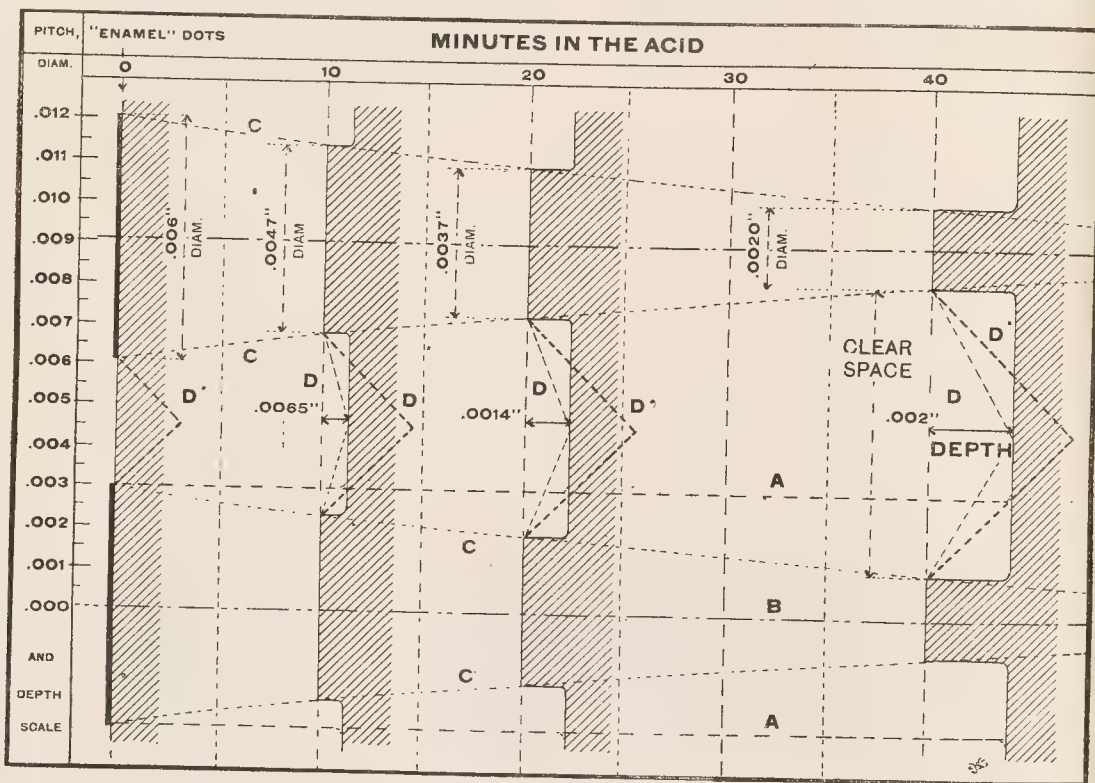 PITCH, "ENAMEL" DOTS
MINUTES IN THE ACID
DIAM.
0 10 20 30 40
.012
.011
.010
.009
.008
.007
.006
.005
.004
.003
.002
.001
.000
AND
DEPTH
SCALE
C
.006" DIAM.
.0047" DIAM
.0037" DIAM.
.0020" DIAM.
C
CLEAR
SPACE
D'
D
.0065"
D
D
.0014"
D'
D'
D
.002"
DEPTH
A
C
B
C
A